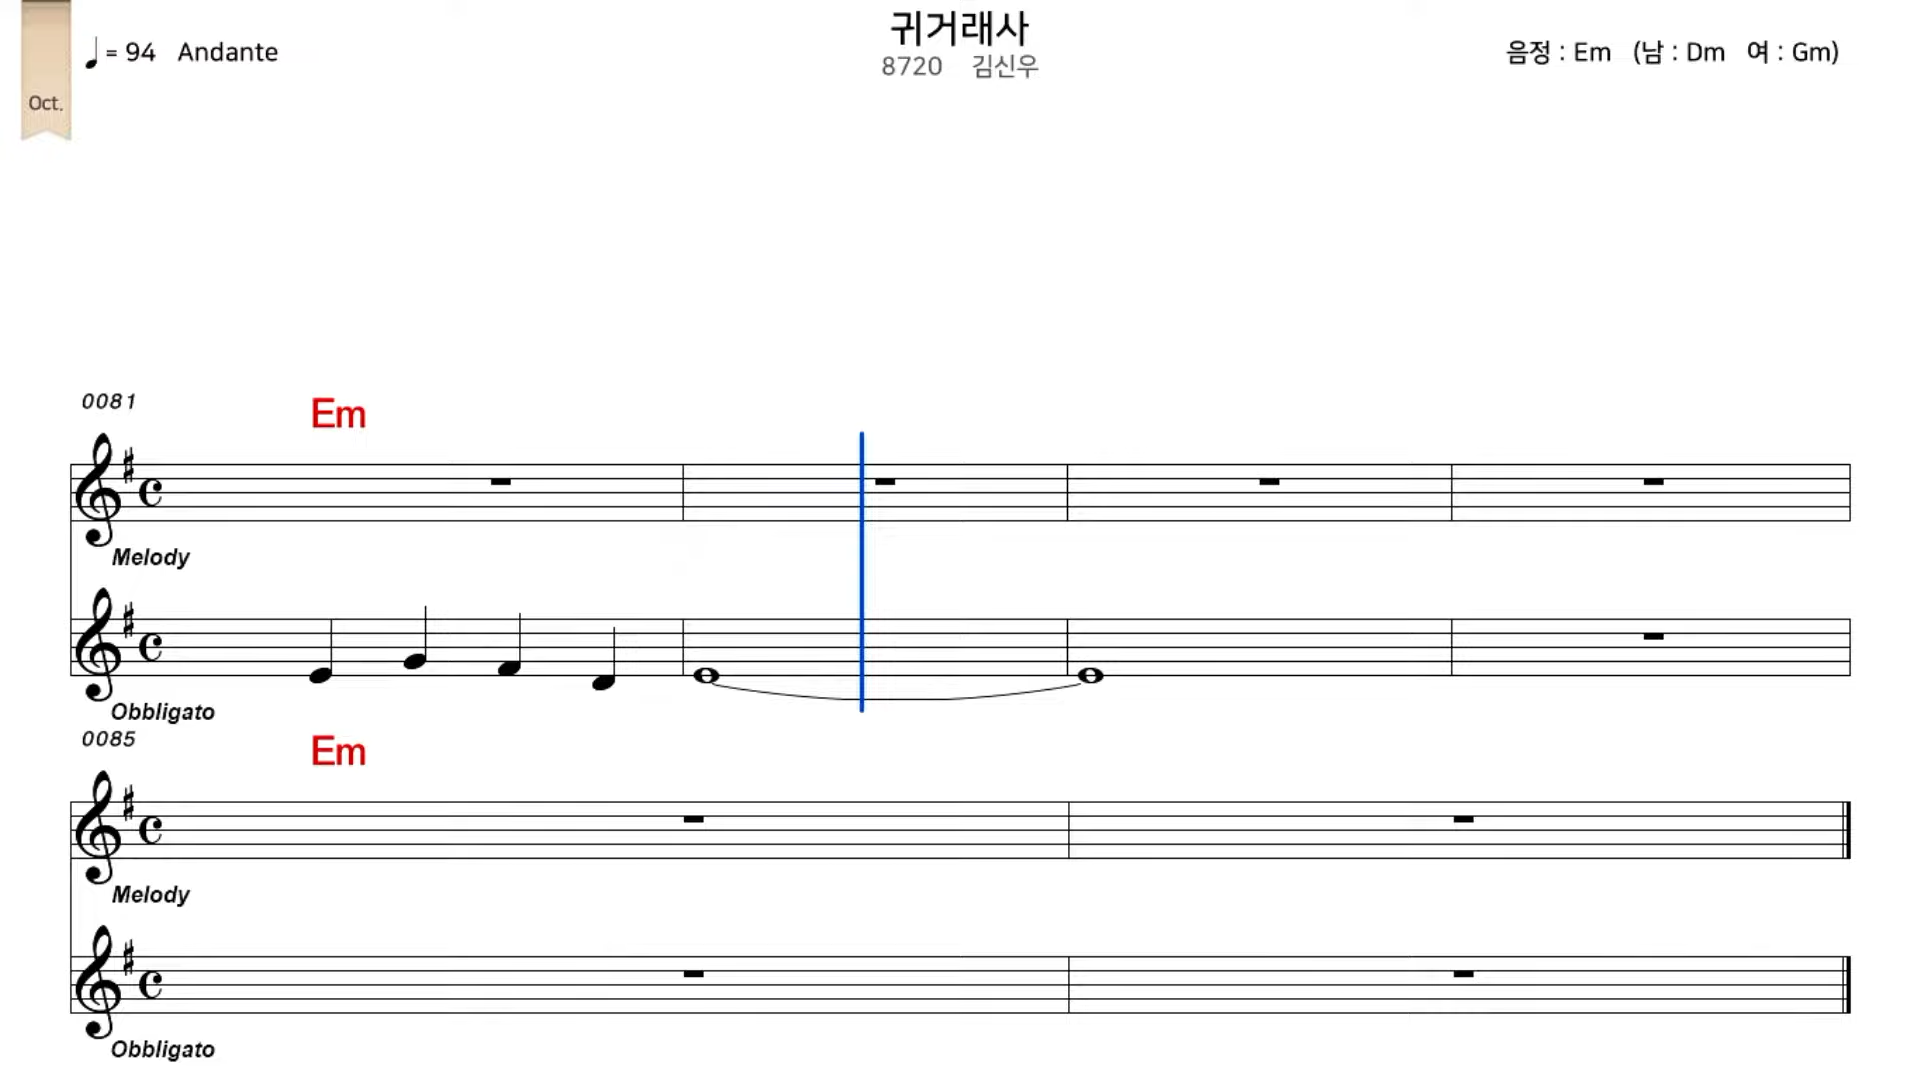 귀거래사
♩= 94 Andante
8720 김신우
음정 : Em (남 : Dm 여 : Gm)
Oct.
0081
Em
Melody
Obbligato
0085
Em
Melody
Obbligato